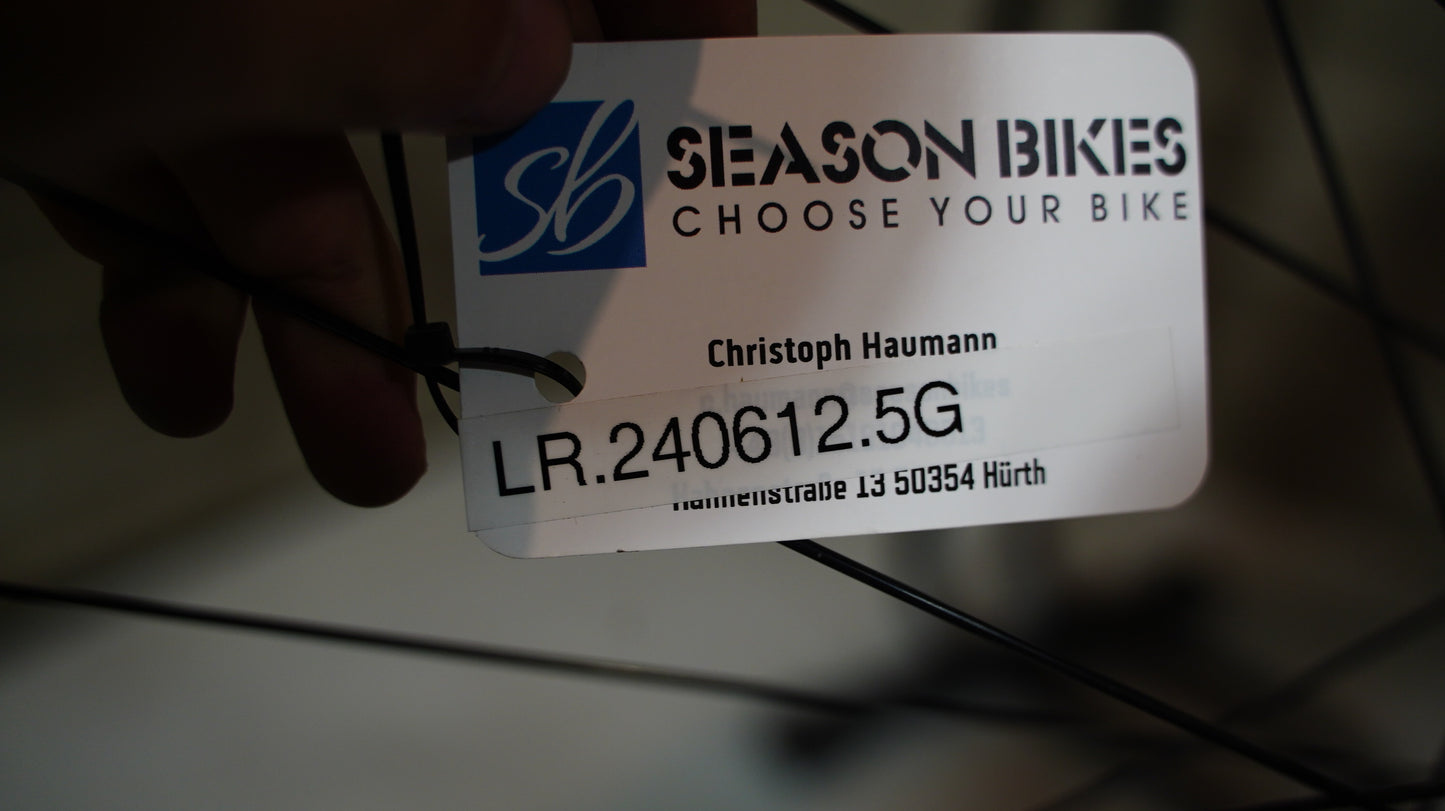 sb
SEASON BIKES
CHOOSE YOUR BIKE
Christoph Haumann
LR.240612.5G
13 50354 Hürth